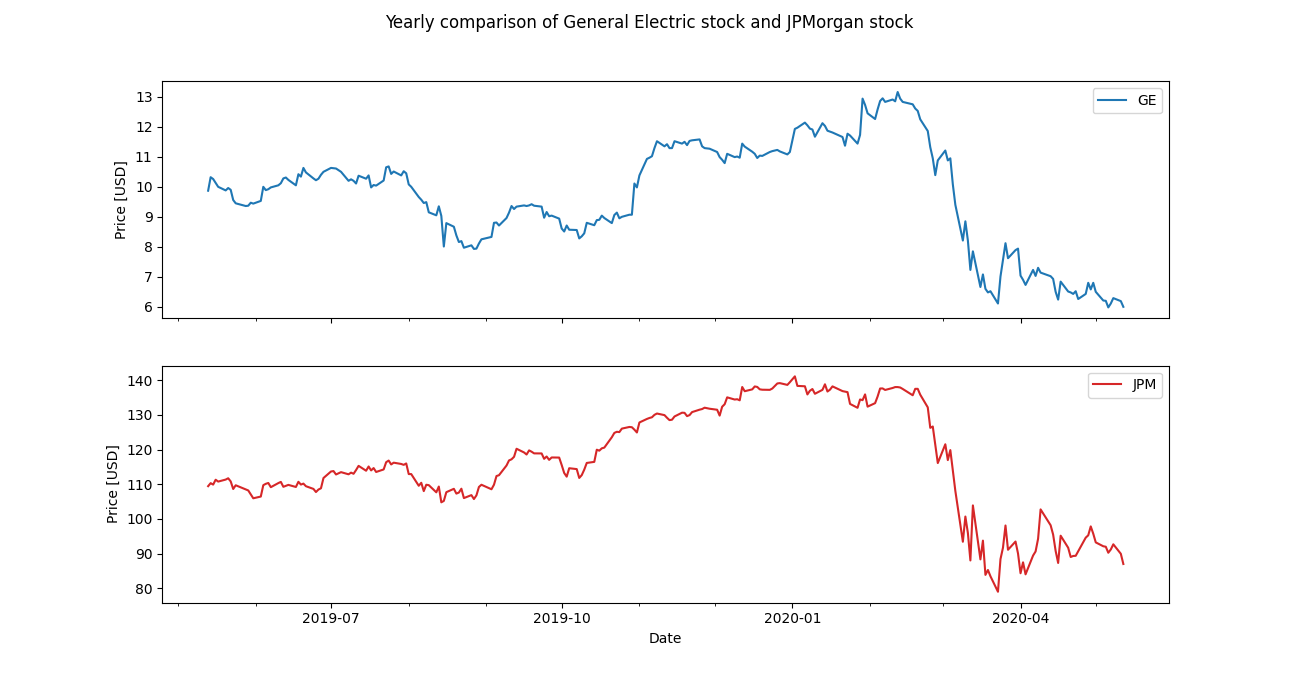 Yearly comparison of General Electric stock and JPMorgan stock
GE
13
12
11
10
9
8
7
6
Price [USD]
JPM
140
130
120
110
100
90
80
Price [USD]
2019-07 2019-10 2020-01 2020-04
Date